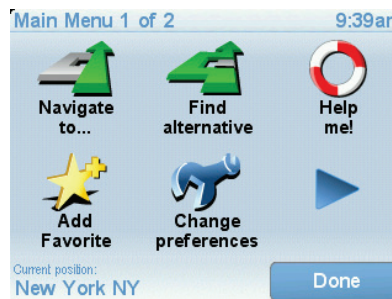 Main Menu 1 of 2
9:39am
Navigate to...
Find alternative
Help me!
Add Favorite
Change preferences
Current position:
New York NY
Done